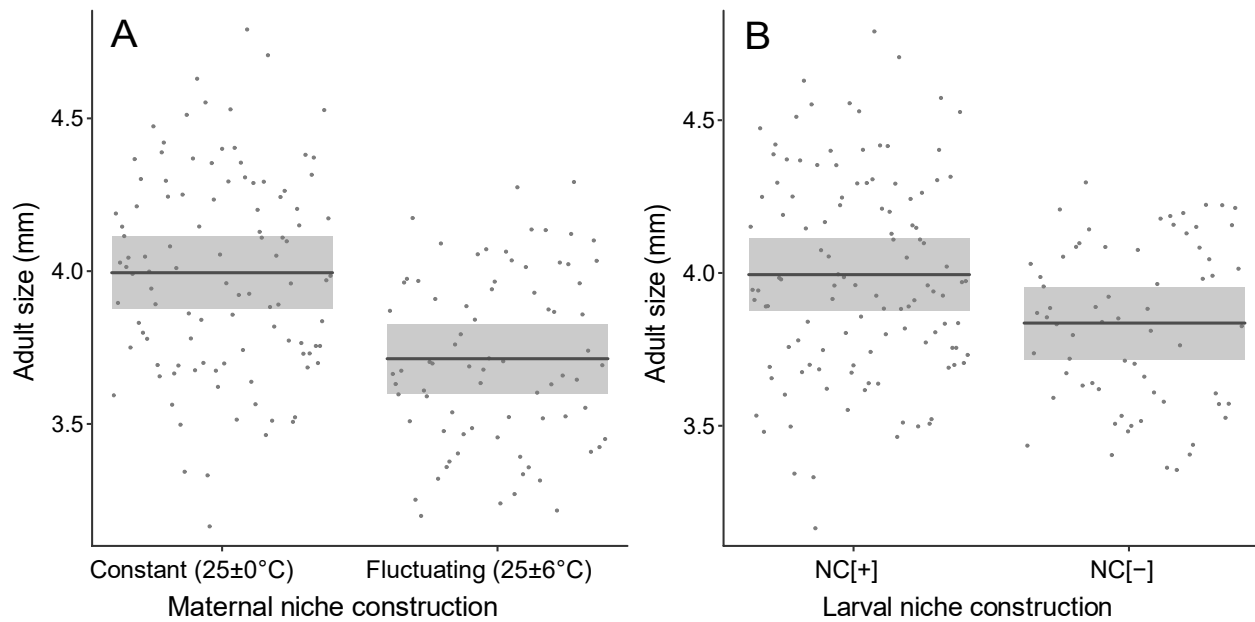 A
B
4.5
4.0
3.5
Adult size (mm)
Constant (25±0°C)
Fluctuating (25±6°C)
Maternal niche construction
4.5
4.0
3.5
Adult size (mm)
NC[+]
NC[−]
Larval niche construction